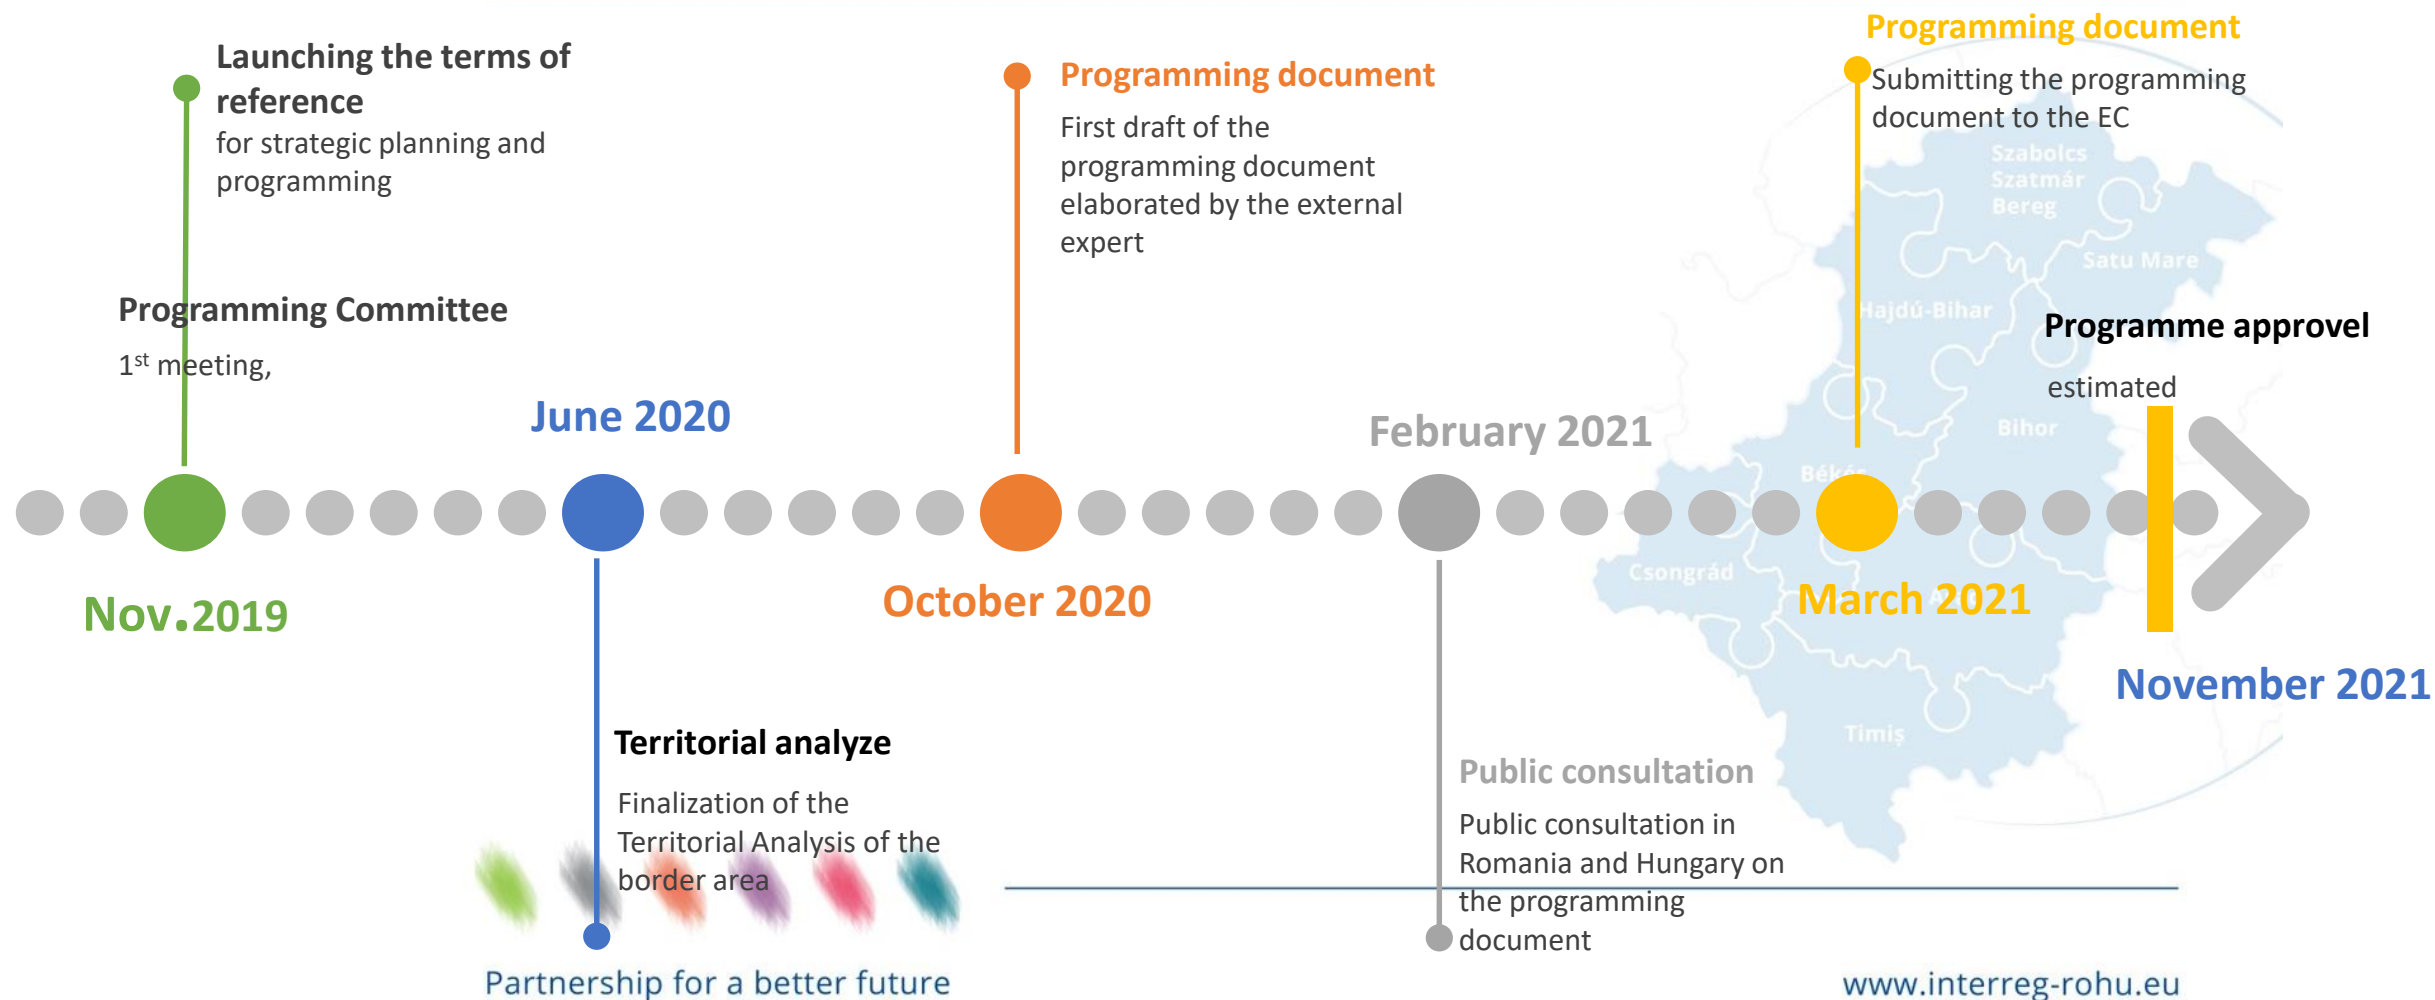 Launching the terms of
reference
for strategic planning and
programming
Programming Committee
1st meeting,
Nov.2019
June 2020
Territorial analyze
Finalization of the
Territorial Analysis of the
border area
Programming document
First draft of the
programming document
elaborated by the external
expert
October 2020
February 2021
Public consultation
Public consultation in
Romania and Hungary on
the programming
document
Programming document
Submitting the programming
document to the EC
March 2021
Programme approvel
estimated
November 2021
Szabolcs
Szatmár
Bereg
Satu Mare
Hajdú-Bihar
Bihor
Békés
Csongrád
Timiș
Partnership for a better future
www.interreg-rohu.eu